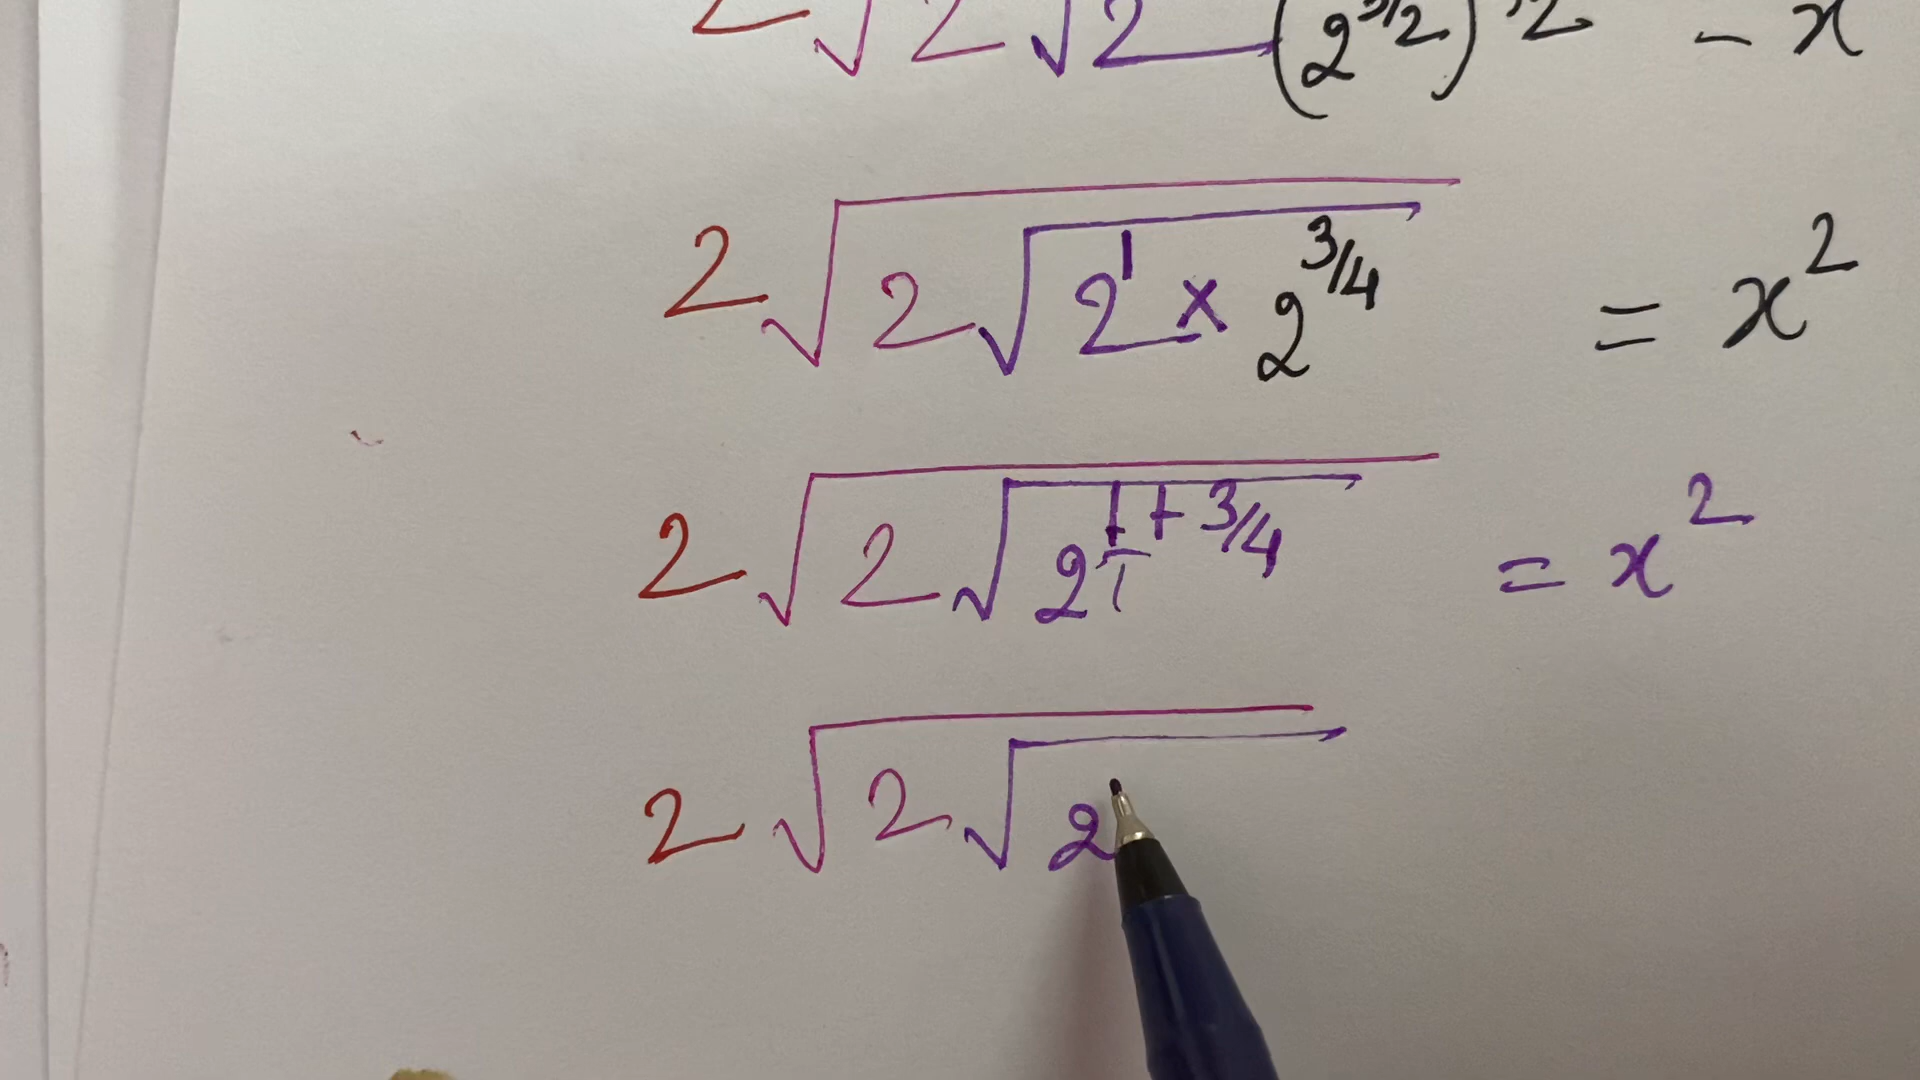 2√2√2(2^3/2)^1/2 - x
2√2√2^1 × 2^3/4 = x^2
2√2√2^1/1 + 3/4 = x^2
2√2√2